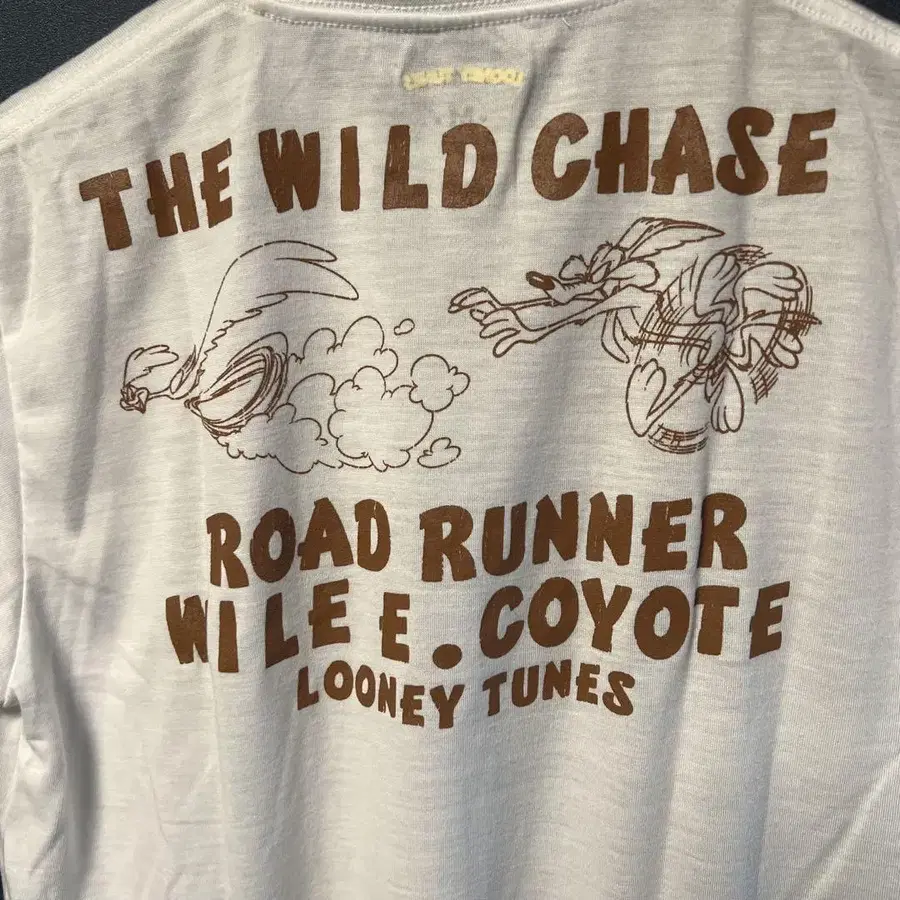 THE WILD CHASE
ROAD RUNNER
WILE E. COYOTE
LOONEY TUNES